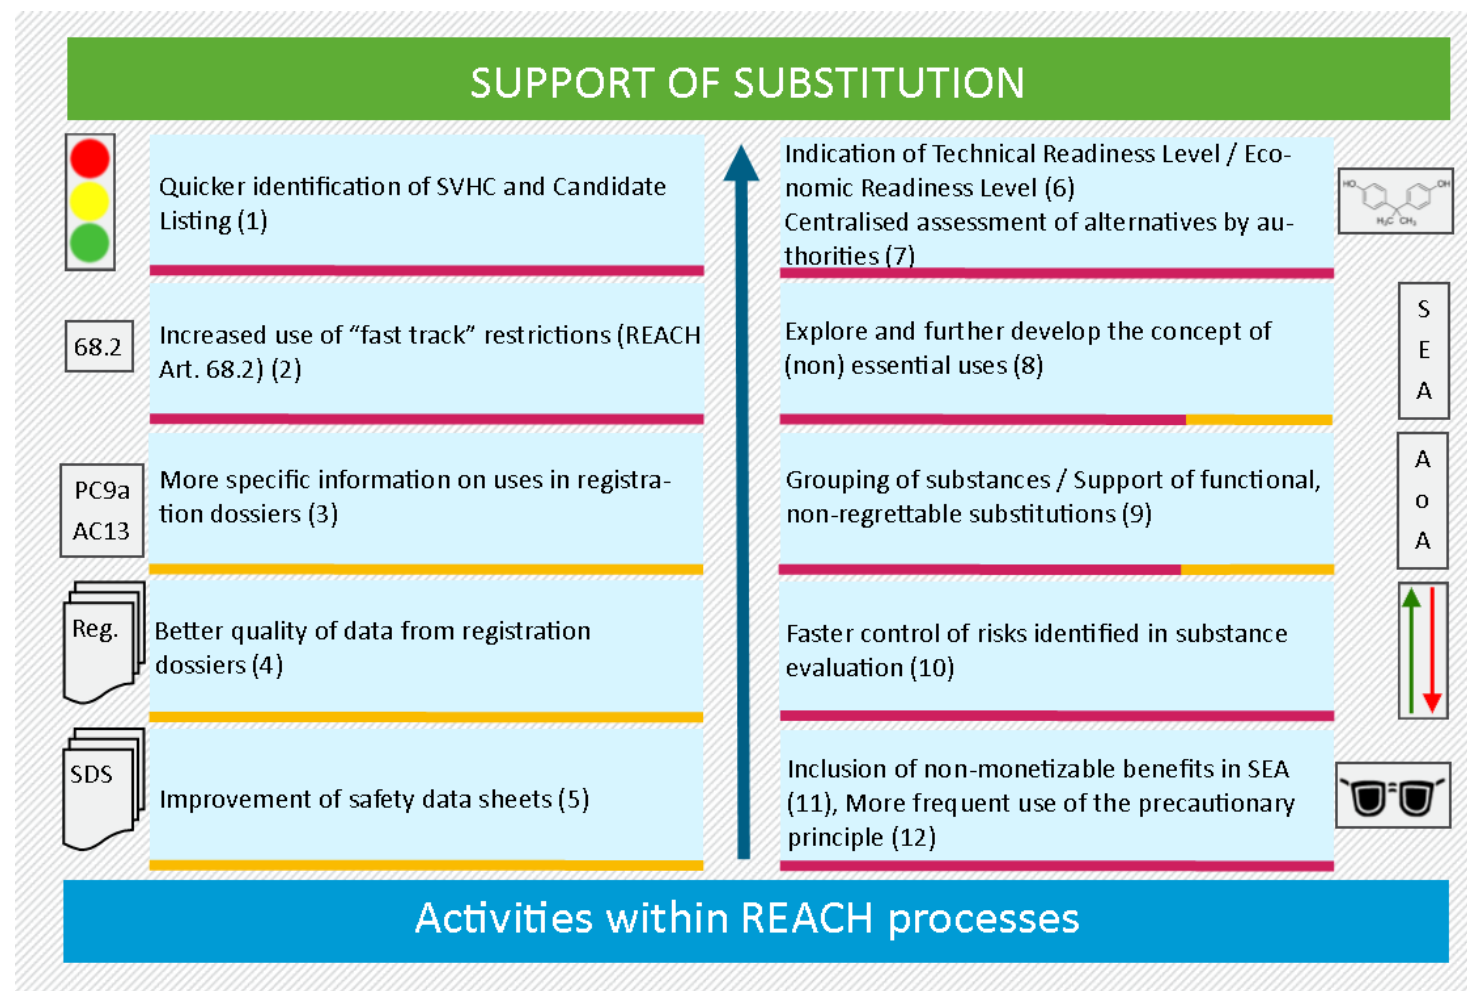 SUPPORT OF SUBSTITUTION
Quicker identification of SVHC and Candidate
Listing (1)
68.2
Increased use of “fast track” restrictions (REACH
Art. 68.2) (2)
PC9a
AC13
More specific information on uses in registra-
tion dossiers (3)
Reg.
Better quality of data from registration
dossiers (4)
SDS
Improvement of safety data sheets (5)
Indication of Technical Readiness Level / Eco-
nomic Readiness Level (6)
Centralised assessment of alternatives by au-
thorities (7)
HO
OH
H₃C CH₃
Explore and further develop the concept of
(non) essential uses (8)
S
E
A
Grouping of substances / Support of functional,
non-regrettable substitutions (9)
A
o
A
Faster control of risks identified in substance
evaluation (10)
Inclusion of non-monetizable benefits in SEA
(11), More frequent use of the precautionary
principle (12)
Activities within REACH processes